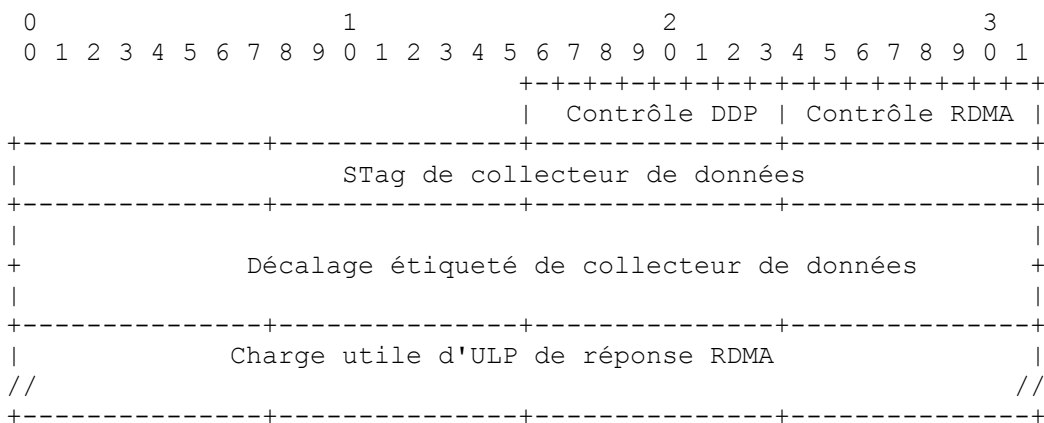 0                   1                   2                   3
0 1 2 3 4 5 6 7 8 9 0 1 2 3 4 5 6 7 8 9 0 1 2 3 4 5 6 7 8 9 0 1
+-+-+-+-+-+-+-+-+-+-+-+-+-+-+-+-+
| Contrôle DDP | Contrôle RDMA |
+---------------+---------------+---------------+---------------+
| STag de collecteur de données |
+---------------+---------------+---------------+---------------+
| |
+ Décalage étiqueté de collecteur de données +
| |
+---------------+---------------+---------------+---------------+
| Charge utile d'ULP de réponse RDMA |
// //
+---------------+---------------+---------------+---------------+